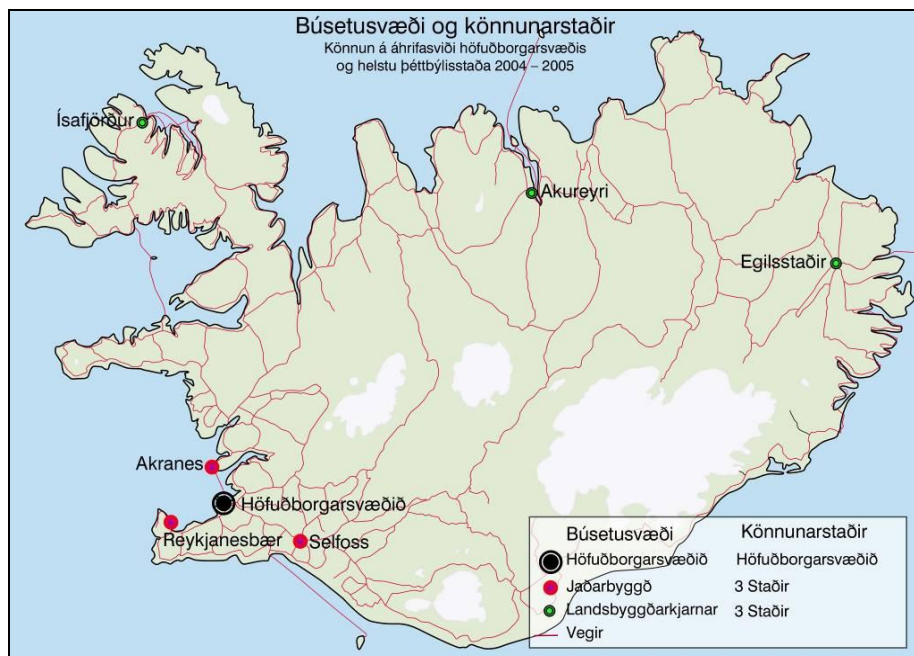 Búsetusvæði og könnunarstaðir
Könnun á áhrifasviði höfuðborgarsvæðis
og helstu þéttbýlisstaða 2004 – 2005
Ísafjörður
Akureyri
Egilsstaðir
Akranes
Höfuðborgarsvæðið
Reykjanesbær
Selfoss
Búsetusvæði Könnunarstaðir
Höfuðborgarsvæðið Höfuðborgarsvæðið
Jaðarbyggð 3 Staðir
Landsbyggðarkjarnar 3 Staðir
Vegir